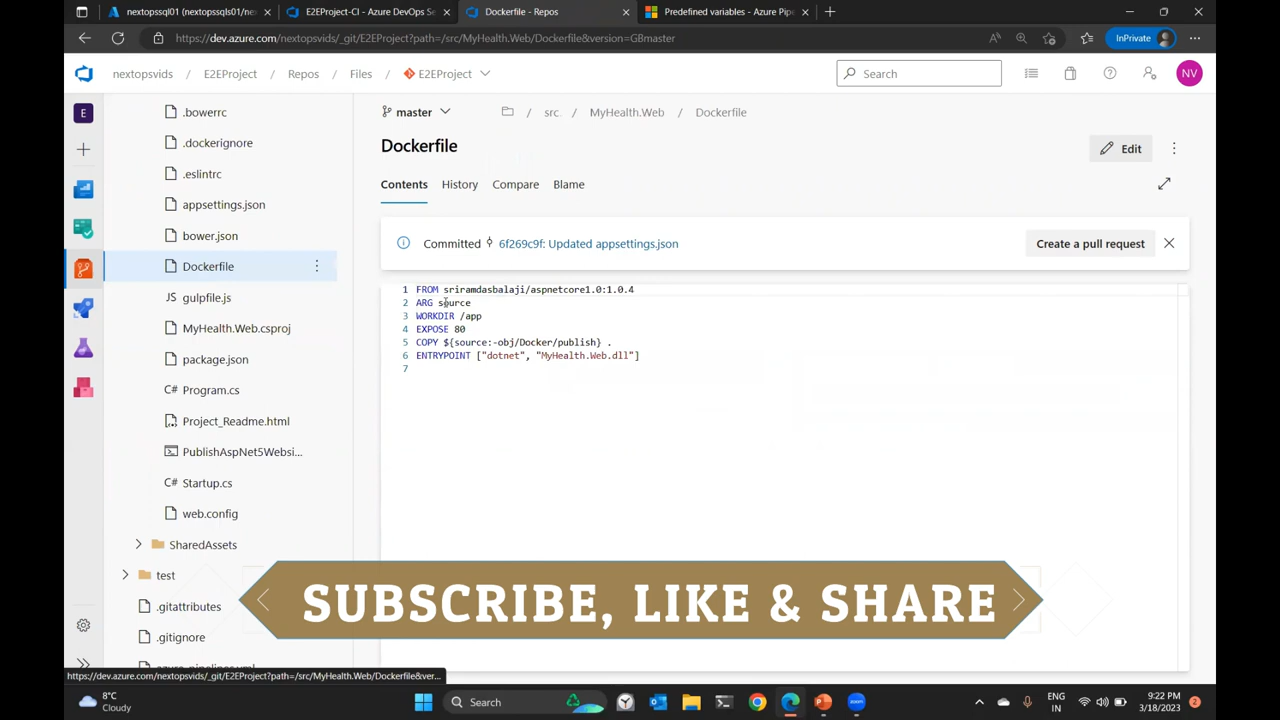 nextopssql01 (nextopssqls01/nex
E2EProject-CI - Azure DevOps Se
Dockerfile - Repos
Predefined variables - Azure Pip
https://dev.azure.com/nextopsvids/_git/E2EProject?path=/src/MyHealth.Web/Dockerfile&version=GBmaster
InPrivate
nextopsvids / E2EProject / Repos / Files / E2EProject
Search
NV
E
.bowerrc
.dockerignore
.eslintrc
appsettings.json
bower.json
Dockerfile
gulpfile.js
MyHealth.Web.csproj
package.json
C# Program.cs
Project_Readme.html
PublishAspNet5Websi...
C# Startup.cs
web.config
SharedAssets
test
.gitattributes
.gitignore
azure-pipelines.yml
master
src / MyHealth.Web / Dockerfile
Dockerfile
Edit
Contents History Compare Blame
Committed 6f269c9f: Updated appsettings.json
Create a pull request
1 FROM sriramdasbalaji/aspnetcore1.0:1.0.4
2 ARG source
3 WORKDIR /app
4 EXPOSE 80
5 COPY ${source:-obj/Docker/publish} .
6 ENTRYPOINT ["dotnet", "MyHealth.Web.dll"]
7
SUBSCRIBE, LIKE & SHARE
https://dev.azure.com/nextopsvids/_git/E2EProject?path=/src/MyHealth.Web/Dockerfile&ver...
8°C
Cloudy
Search
zoom
ENG
IN
9:22 PM
3/18/2023
2